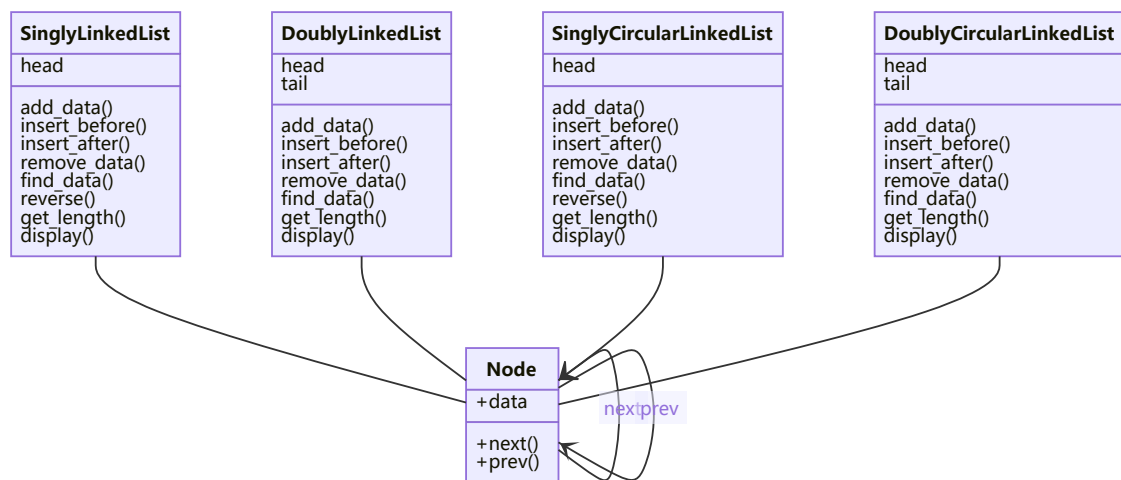 SinglyLinkedList
head
add_data()
insert_before()
insert_after()
remove_data()
find_data()
reverse()
get_length()
display()
DoublyLinkedList
head
tail
add_data()
insert_before()
insert_after()
remove_data()
find_data()
get_length()
display()
SinglyCircularLinkedList
head
add_data()
insert_before()
insert_after()
remove_data()
find_data()
reverse()
get_length()
display()
DoublyCircularLinkedList
head
tail
add_data()
insert_before()
insert_after()
remove_data()
find_data()
get_length()
display()
Node
+data
+next()
+prev()
next
prev